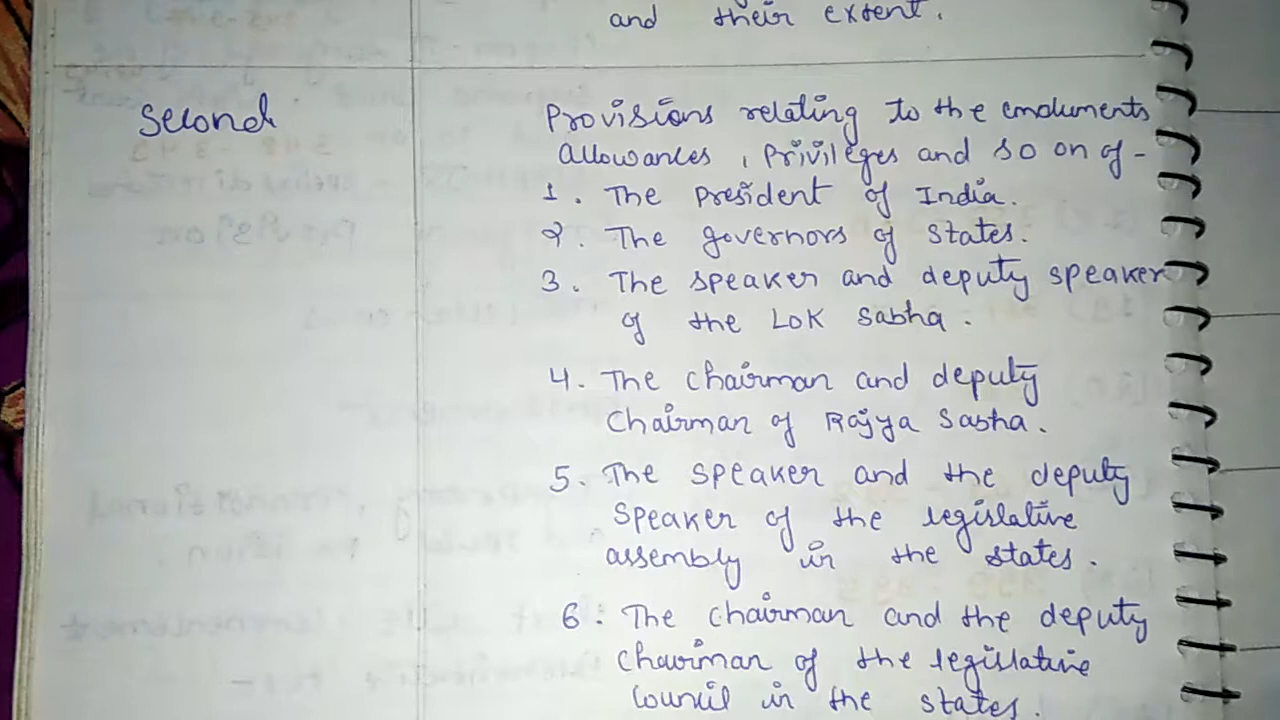 and their extent.
Second
Provisions relating to the emoluments
allowances, privileges and so on of -
1. The President of India.
2. The governors of states.
3. The speaker and deputy speaker
of the Lok Sabha.
4. The chairman and deputy
Chairman of Rajya Sabha.
5. The speaker and the deputy
speaker of the legislative
assembly in the states.
6. The chairman and the deputy
chairman of the legislative
Council in the states.